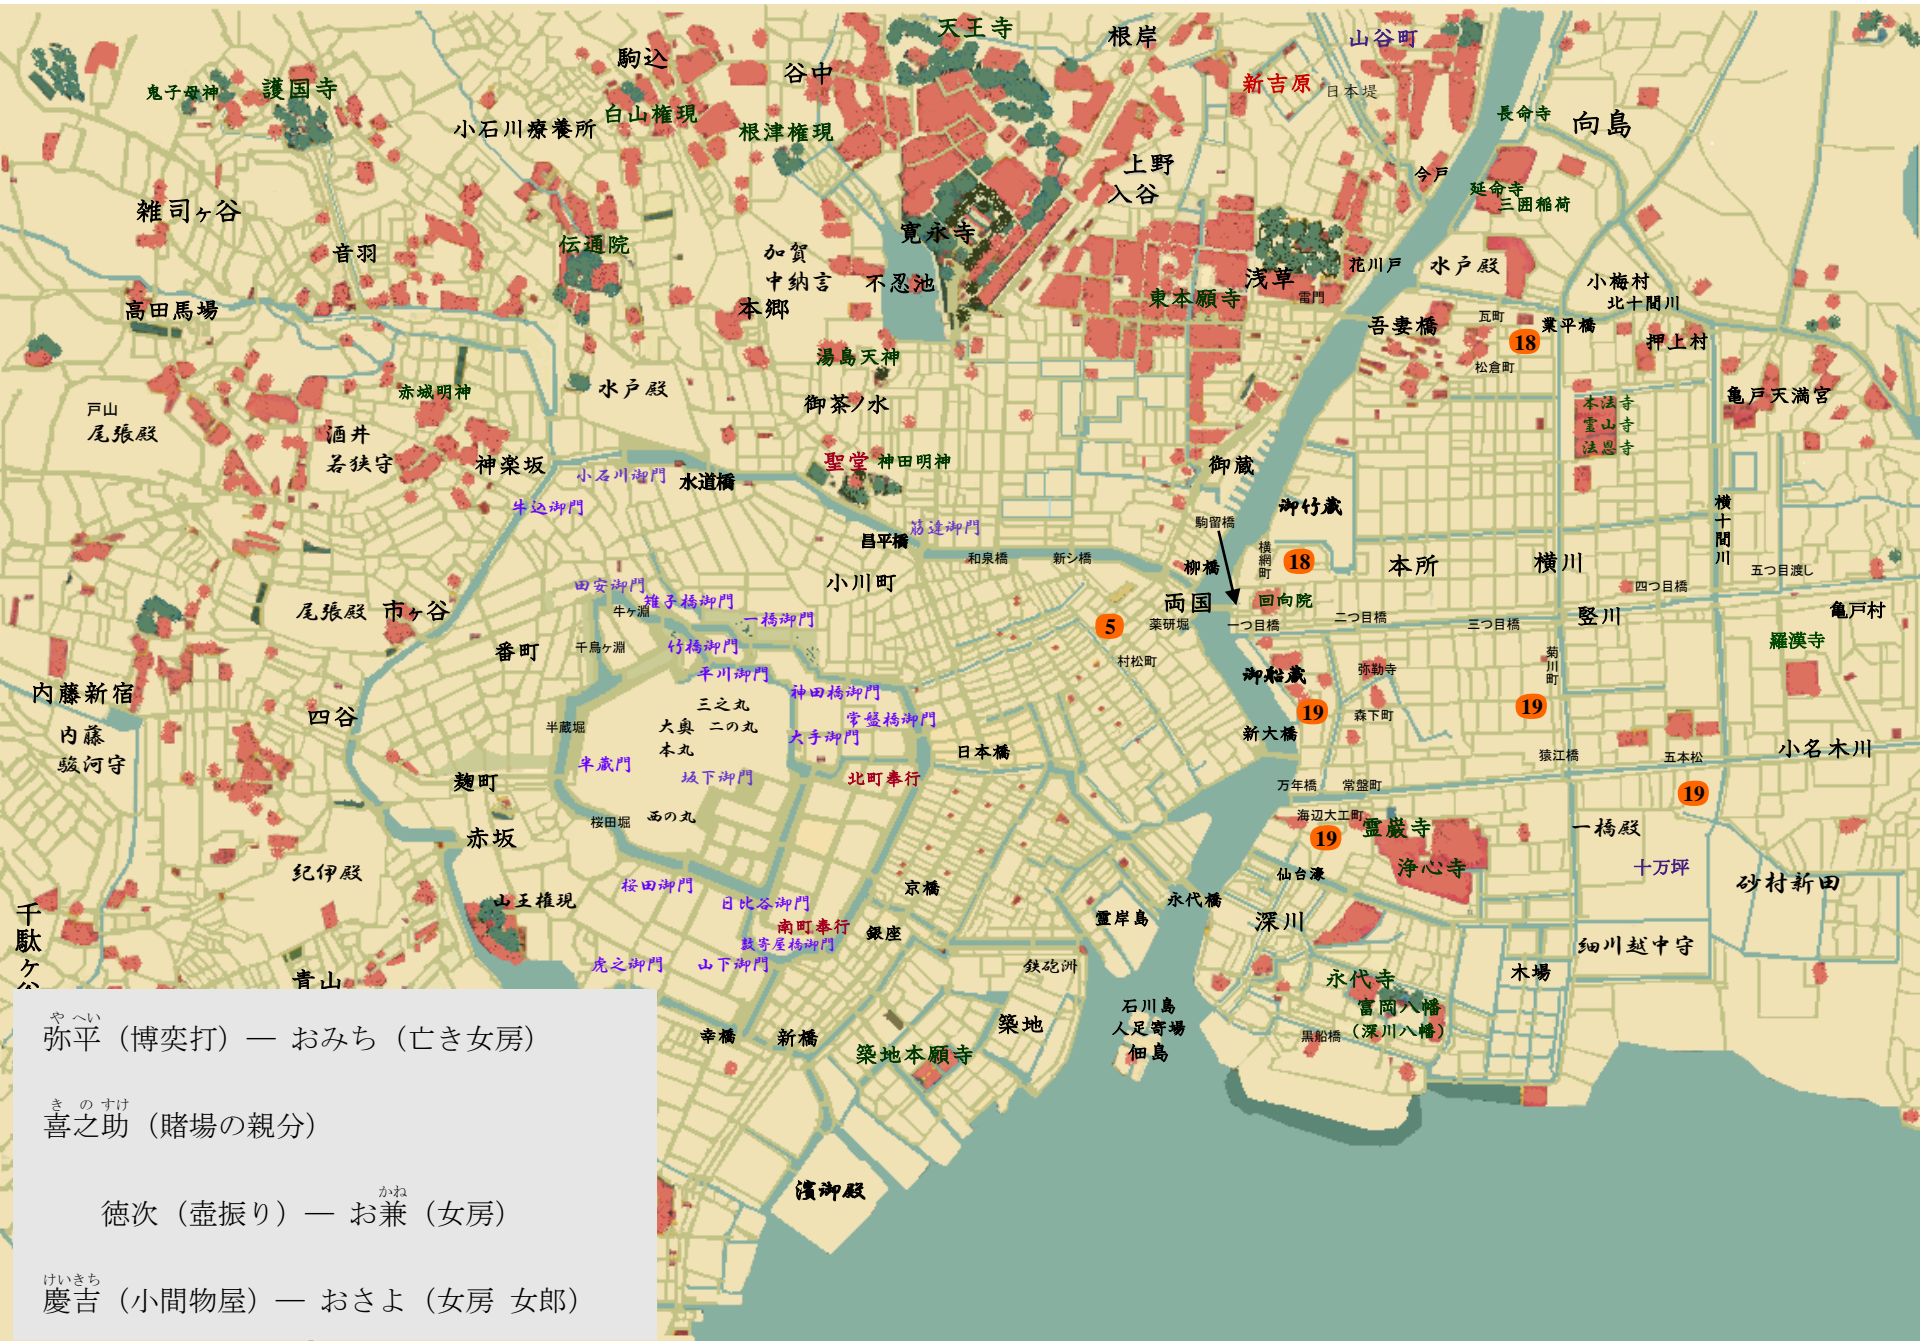 天王寺
根岸
山谷町
駒込
谷中
新吉原
日本堤
鬼子母神
護国寺
白山権現
根津権現
小石川療養所
長命寺
向島
上野
入谷
今戸
延命寺
三囲稲荷
雑司ヶ谷
音羽
伝通院
加賀
中納言
寛永寺
不忍池
本郷
浅草
雷門
花川戸
水戸殿
東本願寺
小梅村
北十間川
高田馬場
瓦町
吾妻橋
業平橋
18
押上村
湯島天神
松倉町
赤城明神
水戸殿
御茶ノ水
亀戸天満宮
戸山
尾張殿
酒井
若狭守
本法寺
霊山寺
法恩寺
神楽坂
小石川御門
水道橋
聖堂
神田明神
御蔵
牛込御門
御竹蔵
横十間川
筋違御門
昌平橋
駒留橋
和泉橋
新シ橋
柳橋
横網町
18
本所
横川
五つ目渡し
小川町
田安御門
雉子橋御門
牛ヶ淵
一橋御門
両国
回向院
四つ目橋
尾張殿
市ヶ谷
5
薬研堀
一つ目橋
二つ目橋
三つ目橋
竪川
亀戸村
番町
千鳥ヶ淵
竹橋御門
村松町
羅漢寺
平川御門
神田橋御門
御船蔵
弥勒寺
菊川町
内藤新宿
四谷
三之丸
大奥
二の丸
本丸
常盤橋御門
大手御門
19
森下町
19
半蔵堀
新大橋
内藤
駿河守
半蔵門
日本橋
猿江橋
五本松
小名木川
麹町
坂下御門
北町奉行
万年橋
常盤町
19
桜田堀
西の丸
海辺大工町
19
霊巌寺
一橋殿
赤坂
浄心寺
十万坪
紀伊殿
桜田御門
京橋
仙台濠
砂村新田
山王権現
日比谷御門
永代橋
千駄ヶ谷
南町奉行
銀座
霊岸島
深川
数寄屋橋御門
細川越中守
虎之御門
山下御門
鉄砲洲
木場
青山
永代寺
石川島
人足寄場
佃島
富岡八幡
(深川八幡)
幸橋
新橋
築地
黒船橋
築地本願寺
濱御殿
や へい
弥平（博奕打）― おみち（亡き女房）
き の すけ
喜之助（賭場の親分）
かね
徳次（壺振り）― お兼（女房）
けいきち
慶吉（小間物屋）― おさよ（女房 女郎）